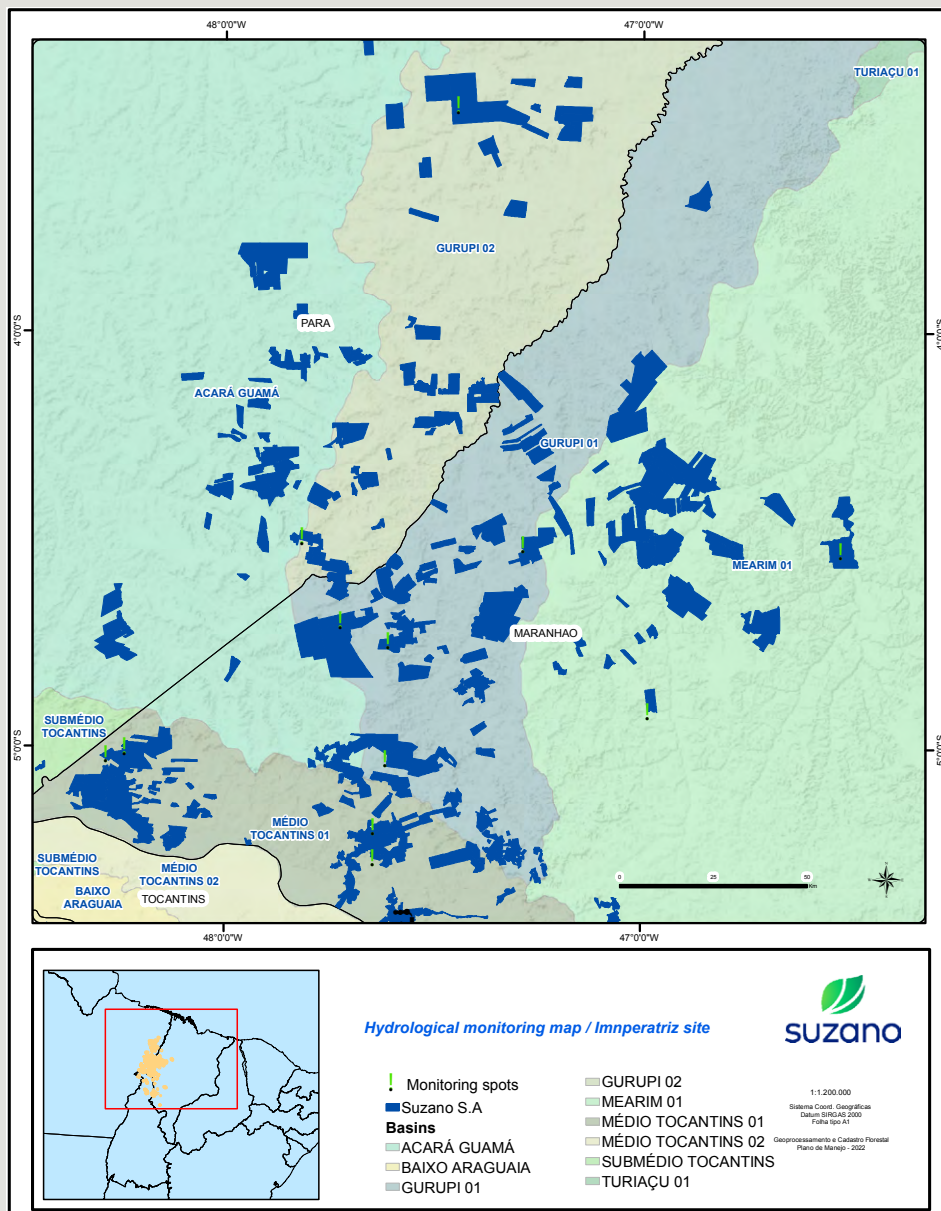 48°0'0"W
47°0'0"W
TURIAÇU 01
GURUPI 02
4°0'0"S
PARA
4°0'0"S
ACARÁ GUAMÁ
GURUPI 01
MEARIM 01
MARANHAO
SUBMÉDIO
TOCANTINS
5°0'0"S
5°0'0"S
MÉDIO
TOCANTINS 01
SUBMÉDIO
TOCANTINS
MÉDIO
TOCANTINS 02
BAIXO
ARAGUAIA
TOCANTINS
0
25
50
Km
48°0'0"W
47°0'0"W
Hydrological monitoring map / Imnperatriz site
suzano
Monitoring spots
Suzano S.A
Basins
ACARÁ GUAMÁ
BAIXO ARAGUAIA
GURUPI 01
GURUPI 02
MEARIM 01
MÉDIO TOCANTINS 01
MÉDIO TOCANTINS 02
SUBMÉDIO TOCANTINS
TURIAÇU 01
1:1.200.000
Sistema Coord. Geográficas
Datum SIRGAS 2000
Folha tipo A1
Geoprocessamento e Cadastro Florestal
Plano de Manejo - 2022